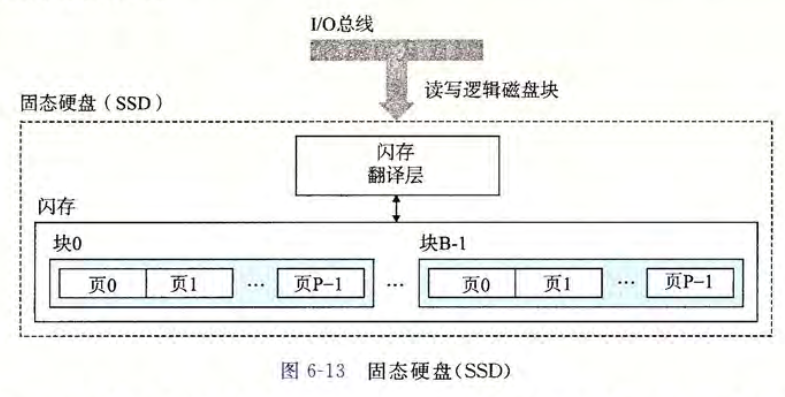 I/O总线
读写逻辑磁盘块
固态硬盘（SSD）
闪存
翻译层
闪存
块0
块B-1
页0 页1 … 页P-1 … 页0 页1 … 页P-1
图 6-13 固态硬盘(SSD)